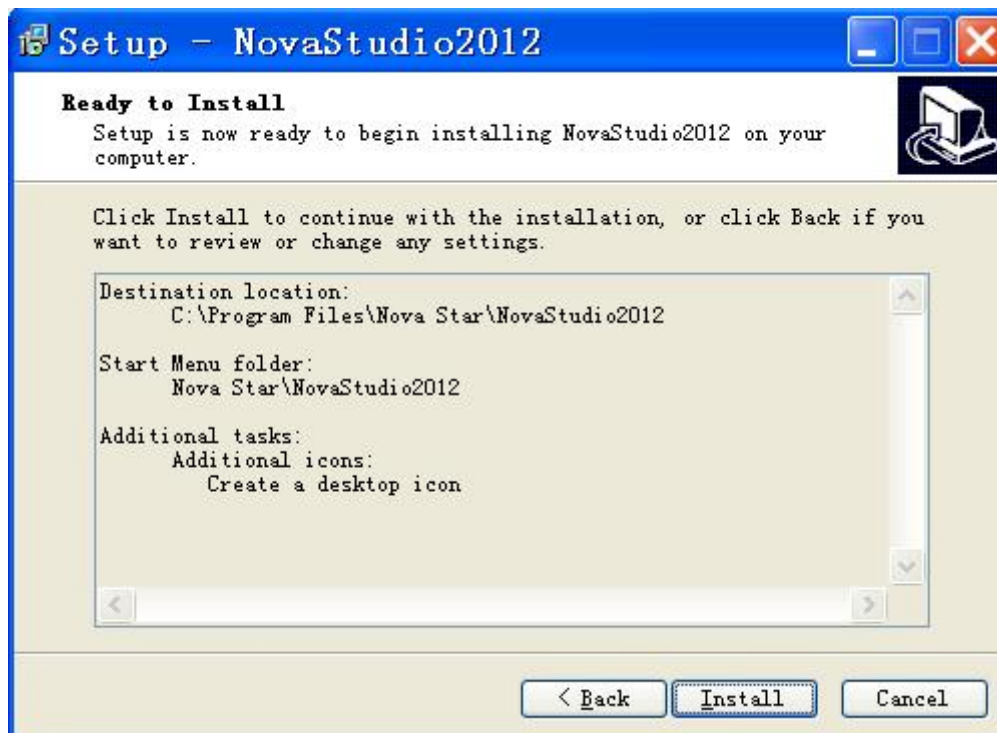 Setup - NovaStudio2012
Ready to Install
Setup is now ready to begin installing NovaStudio2012 on your
computer.
Click Install to continue with the installation, or click Back if you
want to review or change any settings.
Destination location:
C:\Program Files\Nova Star\NovaStudio2012
Start Menu folder:
Nova Star\NovaStudio2012
Additional tasks:
Additional icons:
Create a desktop icon
< Back
Install
Cancel